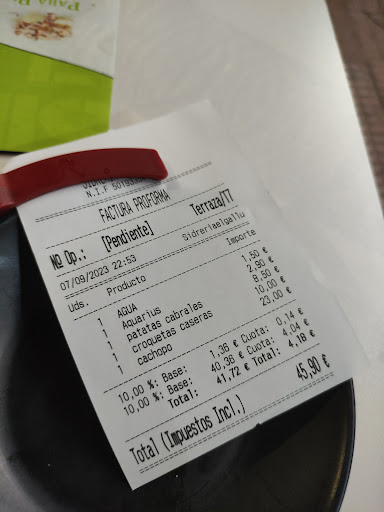 PARA PI
FACTURA PROFORMA
Nº Op.: [Pendiente] Terraza/T7
07/09/2023 22:53 Sidreriaelgallu
Uds. Producto Importe
1 AGUA 1,50 €
1 Aquarius 2,90 €
1 patatas cabrales 8,50 €
1 croquetas caseras 10,00 €
1 cachopo 23,00 €
10,00 %: Base: 1,36 € Cuota: 0,14 €
10,00 %: Base: 40,36 € Cuota: 4,04 €
Total: 41,72 € Total: 4,18 €
Total (Impuestos Incl.) 45,90 €